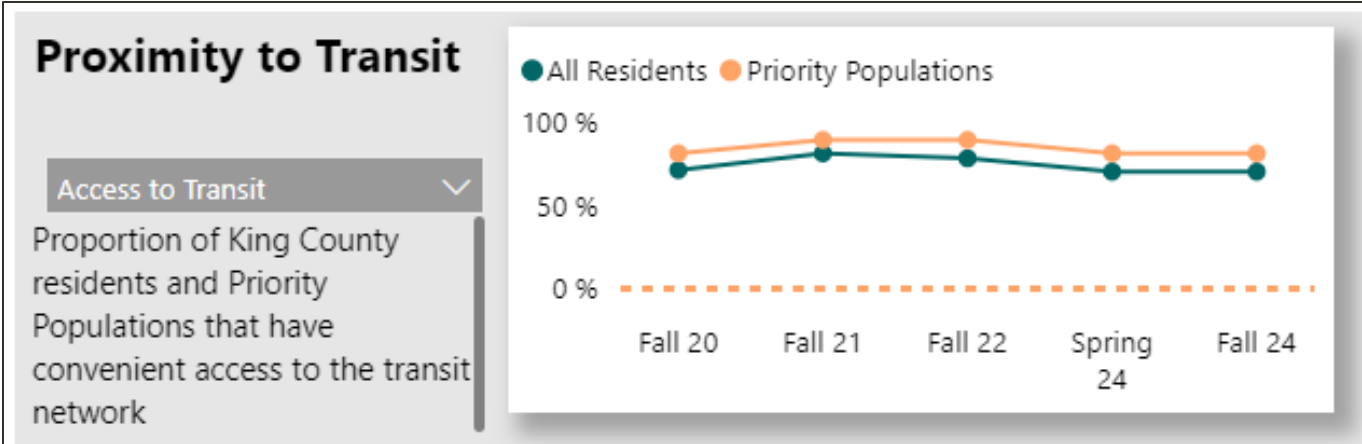 Proximity to Transit
Access to Transit
Proportion of King County
residents and Priority
Populations that have
convenient access to the transit
network
All Residents Priority Populations
100 %
50 %
0 %
Fall 20 Fall 21 Fall 22 Spring 24 Fall 24